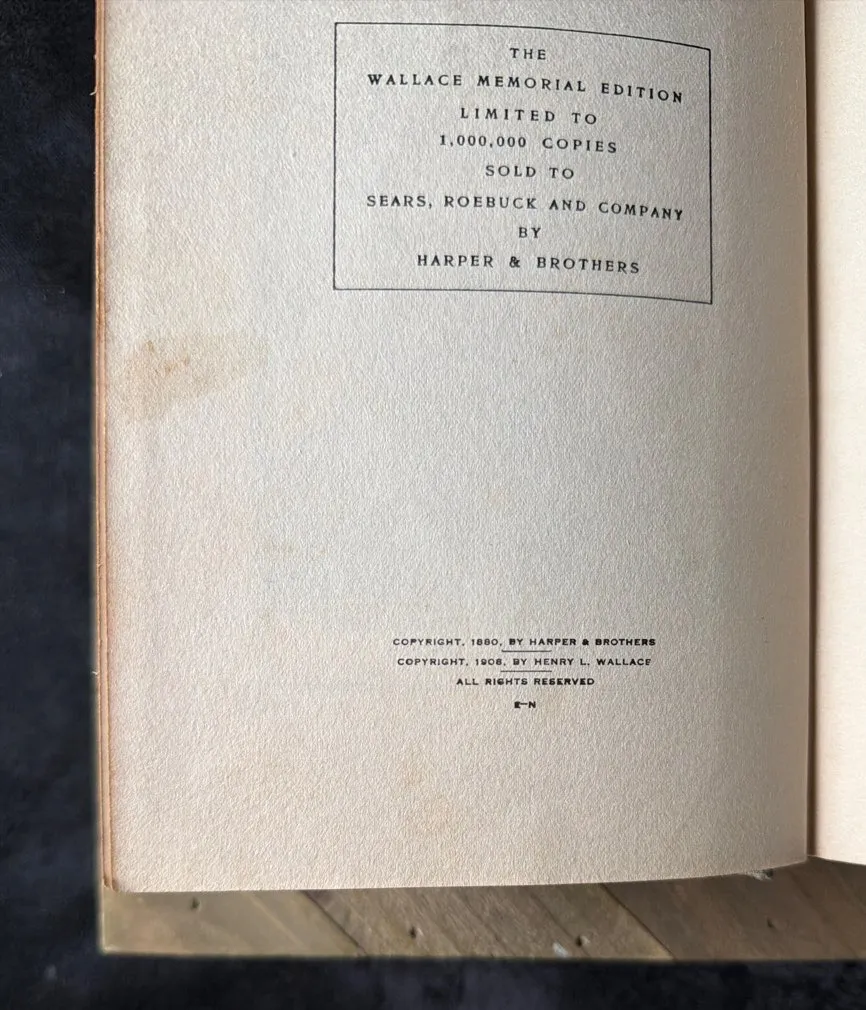 THE
WALLACE MEMORIAL EDITION
LIMITED TO
1,000,000 COPIES
SOLD TO
SEARS, ROEBUCK AND COMPANY
BY
HARPER & BROTHERS
COPYRIGHT, 1880, BY HARPER & BROTHERS
COPYRIGHT, 1908, BY HENRY L. WALLACE
ALL RIGHTS RESERVED
E—N